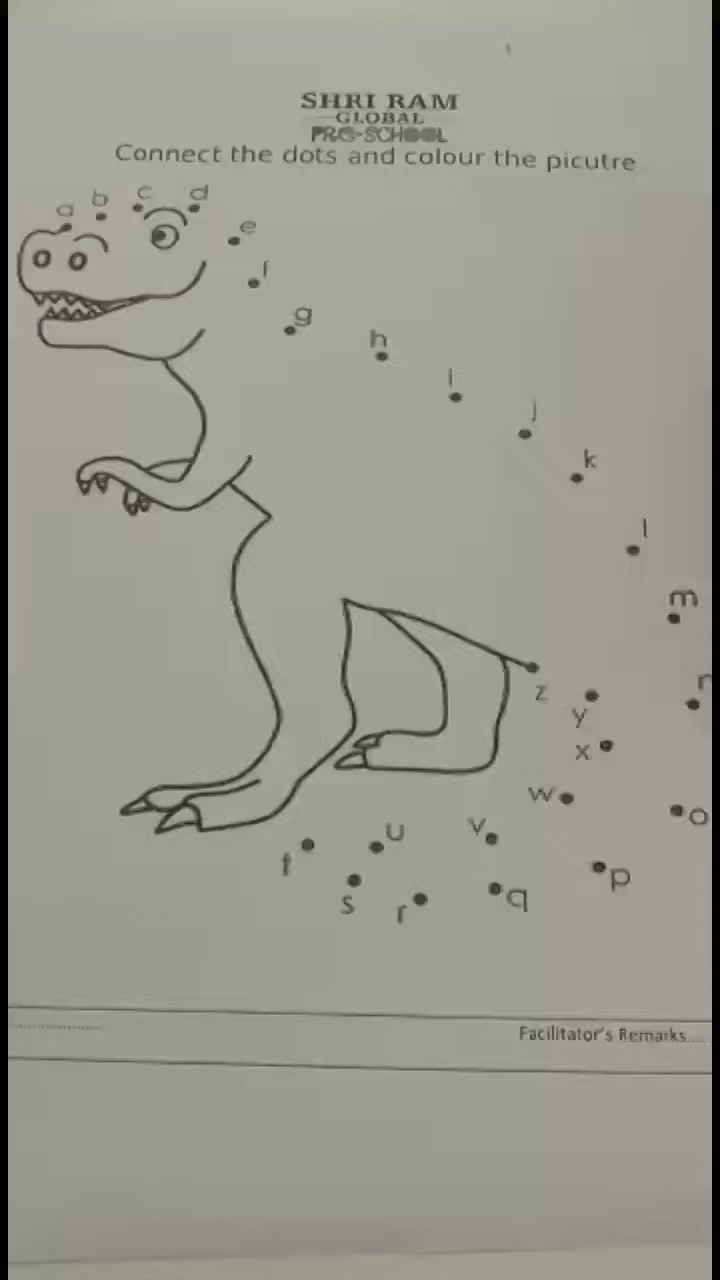 SHRI RAM
GLOBAL
PRE-SCHOOL
Connect the dots and colour the picutre
a b c d
e
f
g
h
i
j
k
l
m
n
z
y
x
w
o
v
u
t
p
q
s
r
Facilitator's Remarks